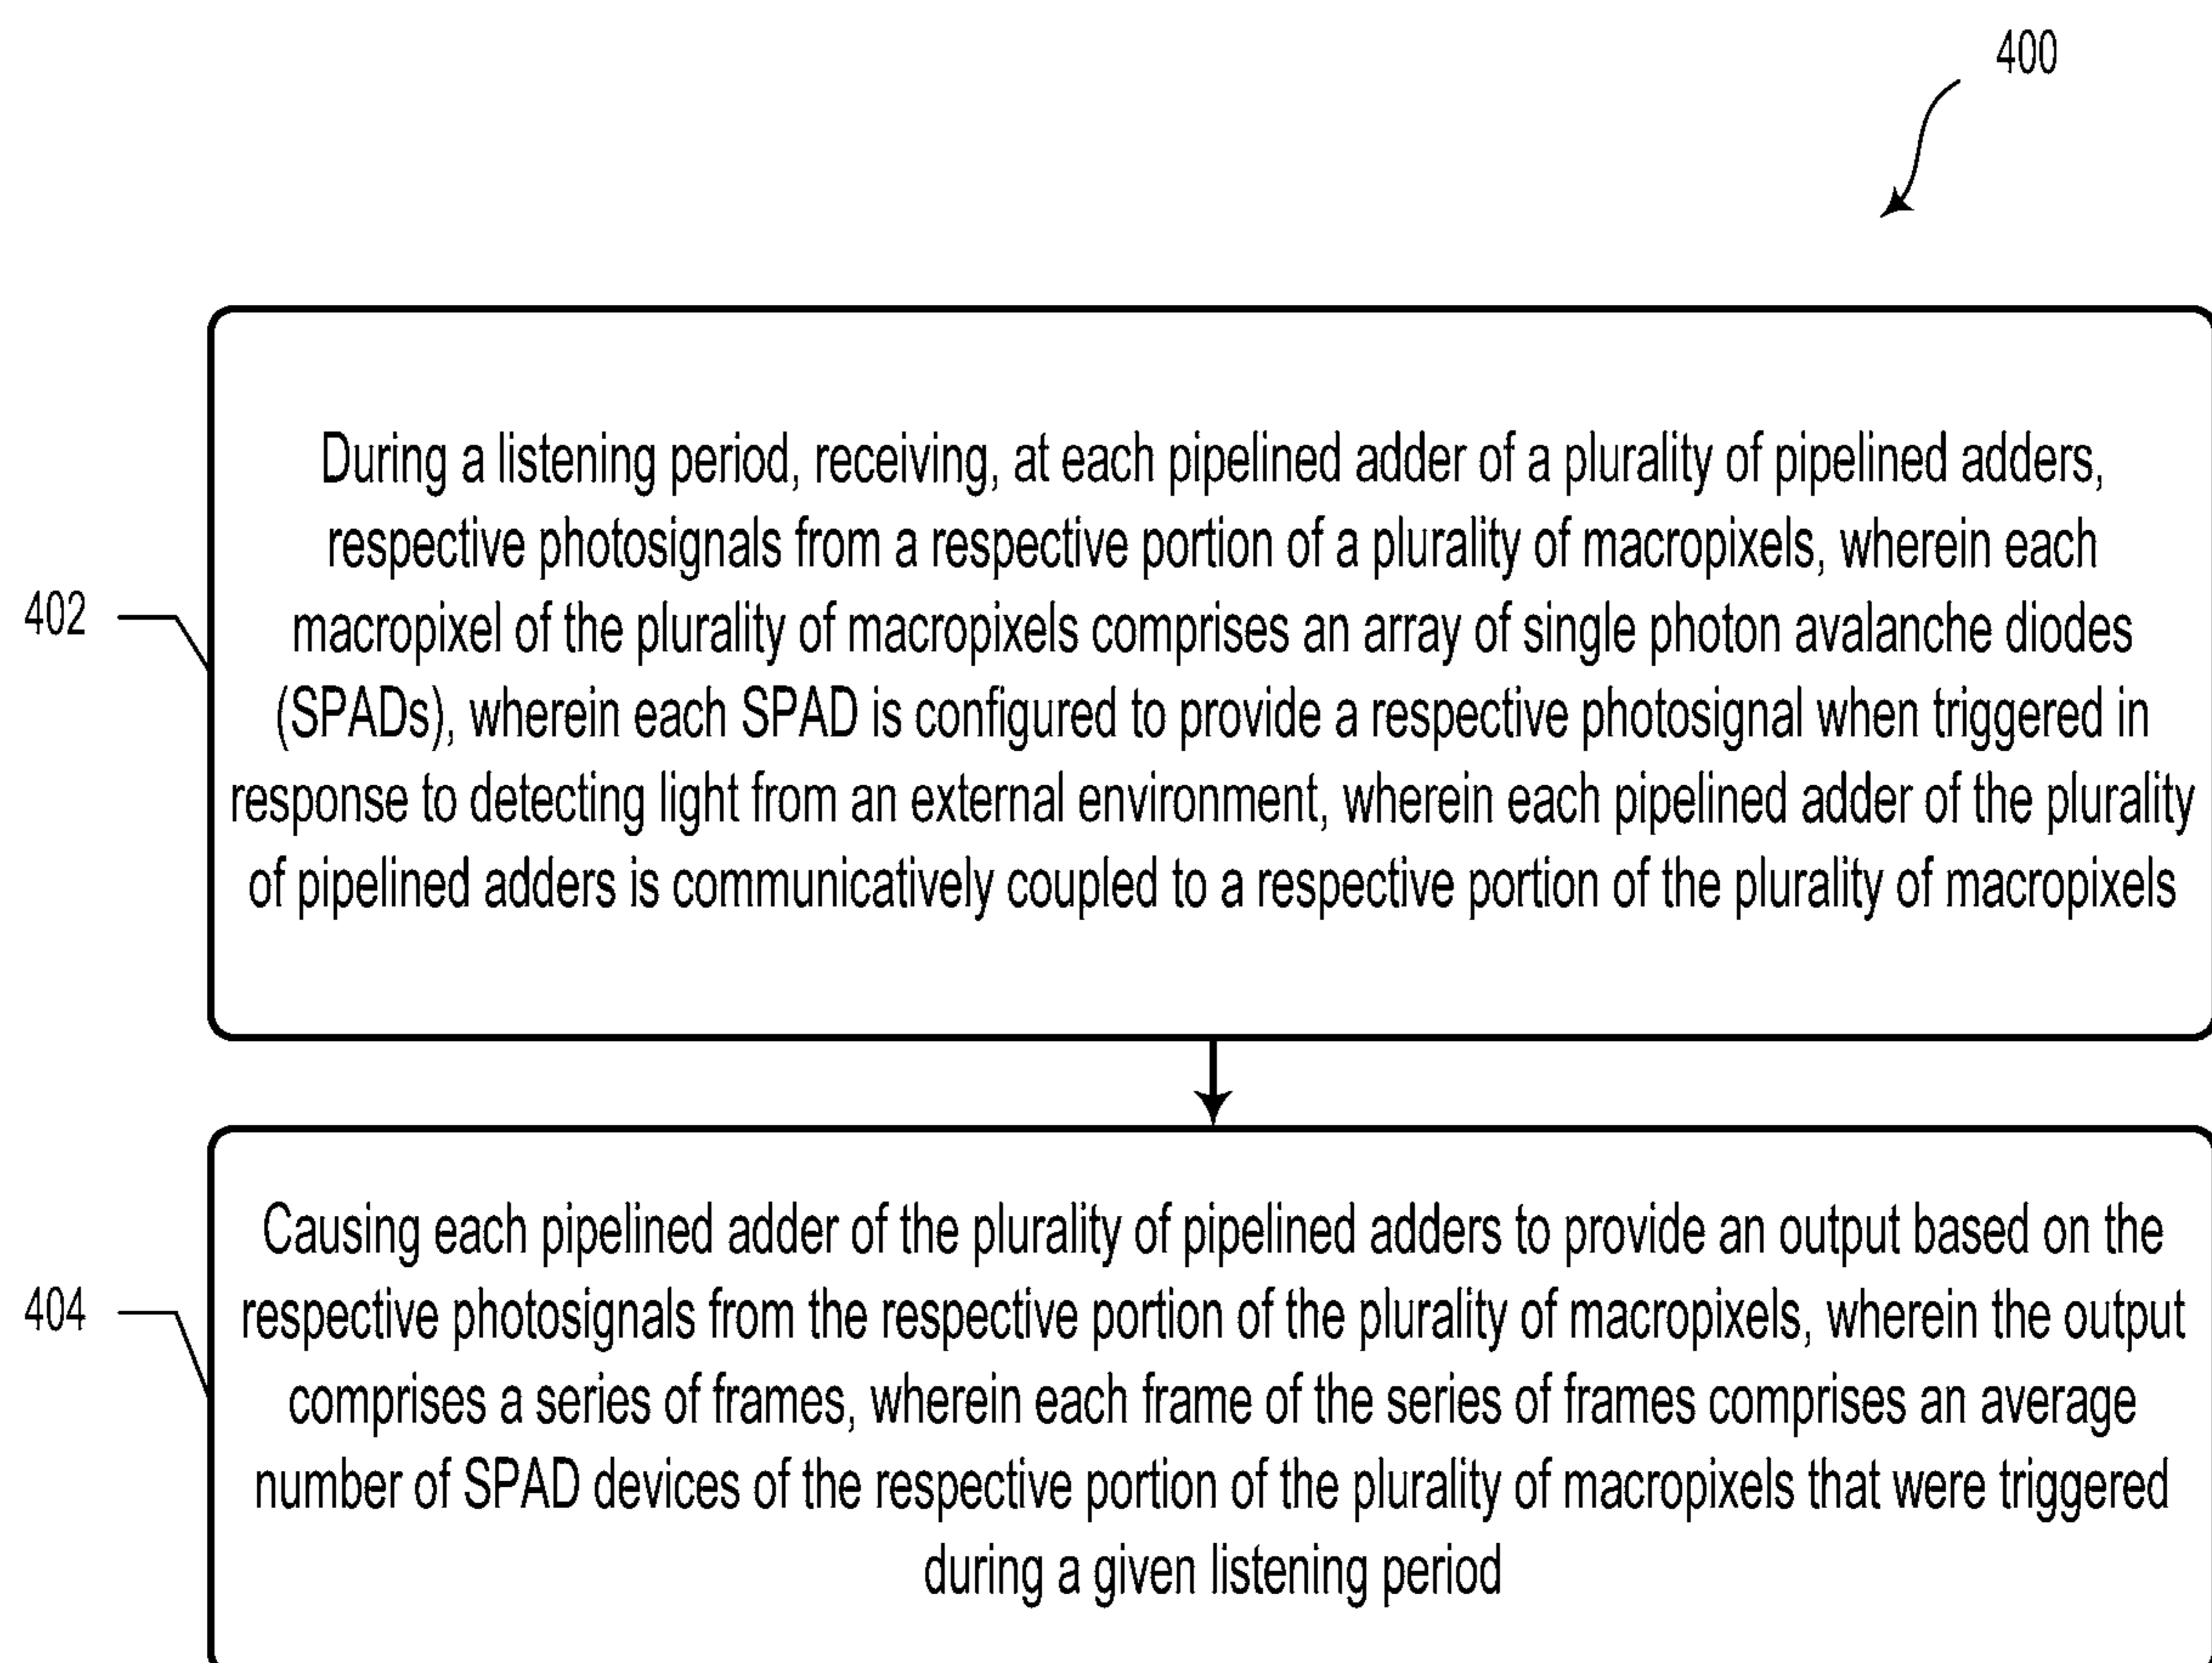 400
402
During a listening period, receiving, at each pipelined adder of a plurality of pipelined adders,
respective photosignals from a respective portion of a plurality of macropixels, wherein each
macropixel of the plurality of macropixels comprises an array of single photon avalanche diodes
(SPADs), wherein each SPAD is configured to provide a respective photosignal when triggered in
response to detecting light from an external environment, wherein each pipelined adder of the plurality
of pipelined adders is communicatively coupled to a respective portion of the plurality of macropixels
404
Causing each pipelined adder of the plurality of pipelined adders to provide an output based on the
respective photosignals from the respective portion of the plurality of macropixels, wherein the output
comprises a series of frames, wherein each frame of the series of frames comprises an average
number of SPAD devices of the respective portion of the plurality of macropixels that were triggered
during a given listening period